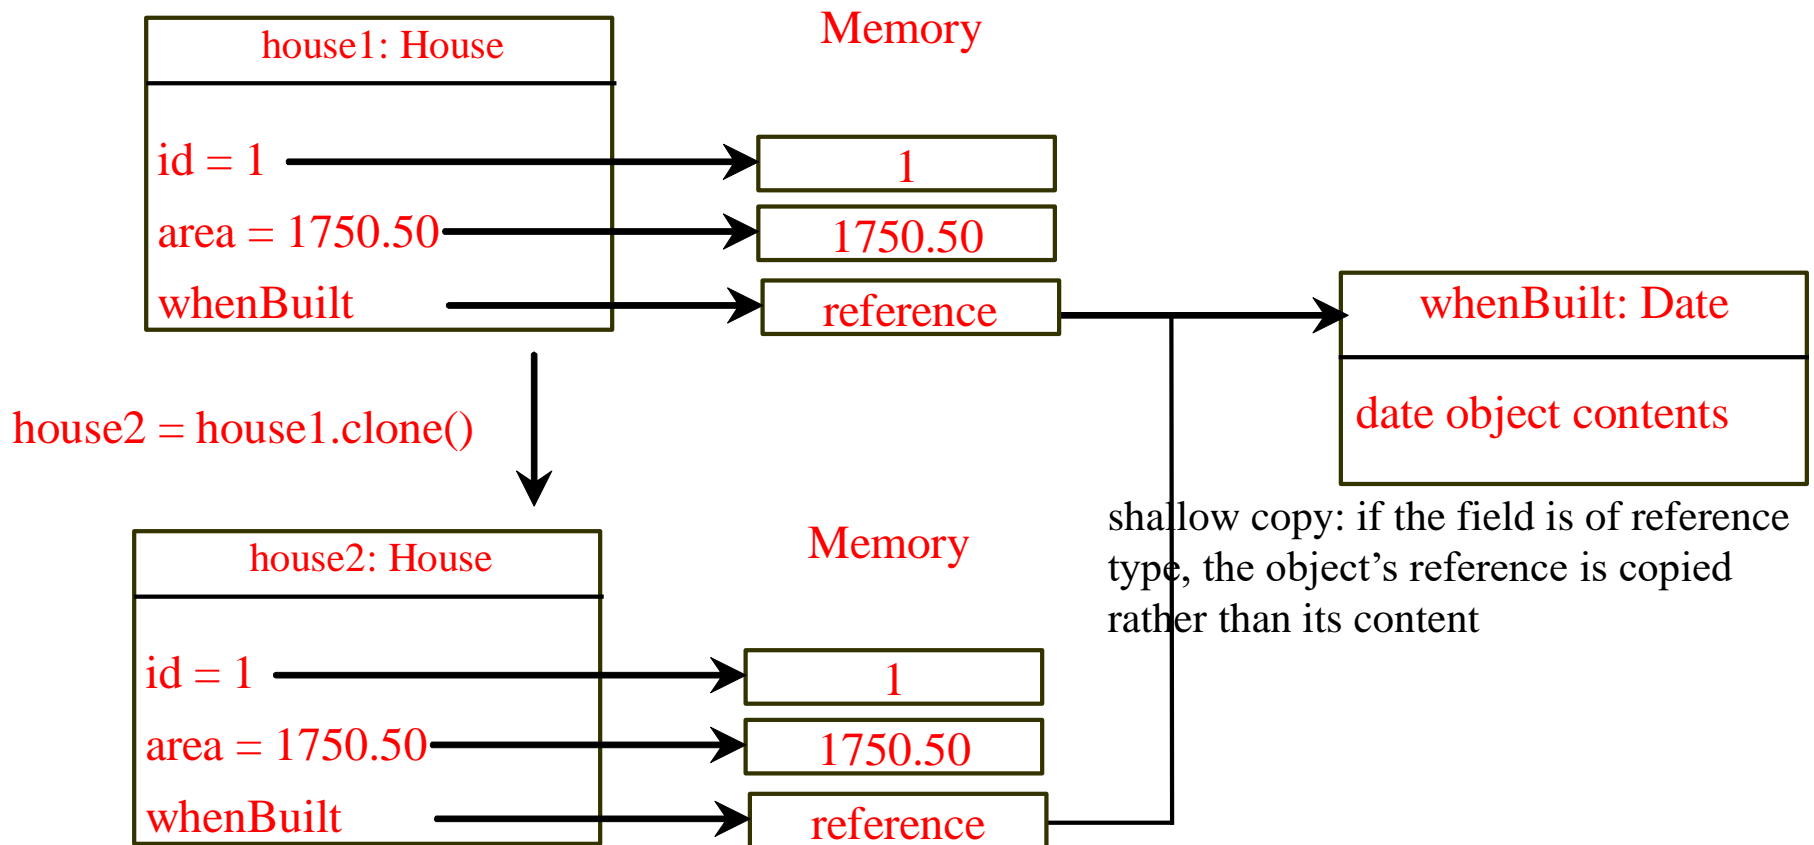 house1: House
Memory
id = 1
1
area = 1750.50
1750.50
whenBuilt
reference
whenBuilt: Date
date object contents
house2 = house1.clone()
shallow copy: if the field is of reference
type, the object’s reference is copied
rather than its content
house2: House
Memory
id = 1
1
area = 1750.50
1750.50
whenBuilt
reference